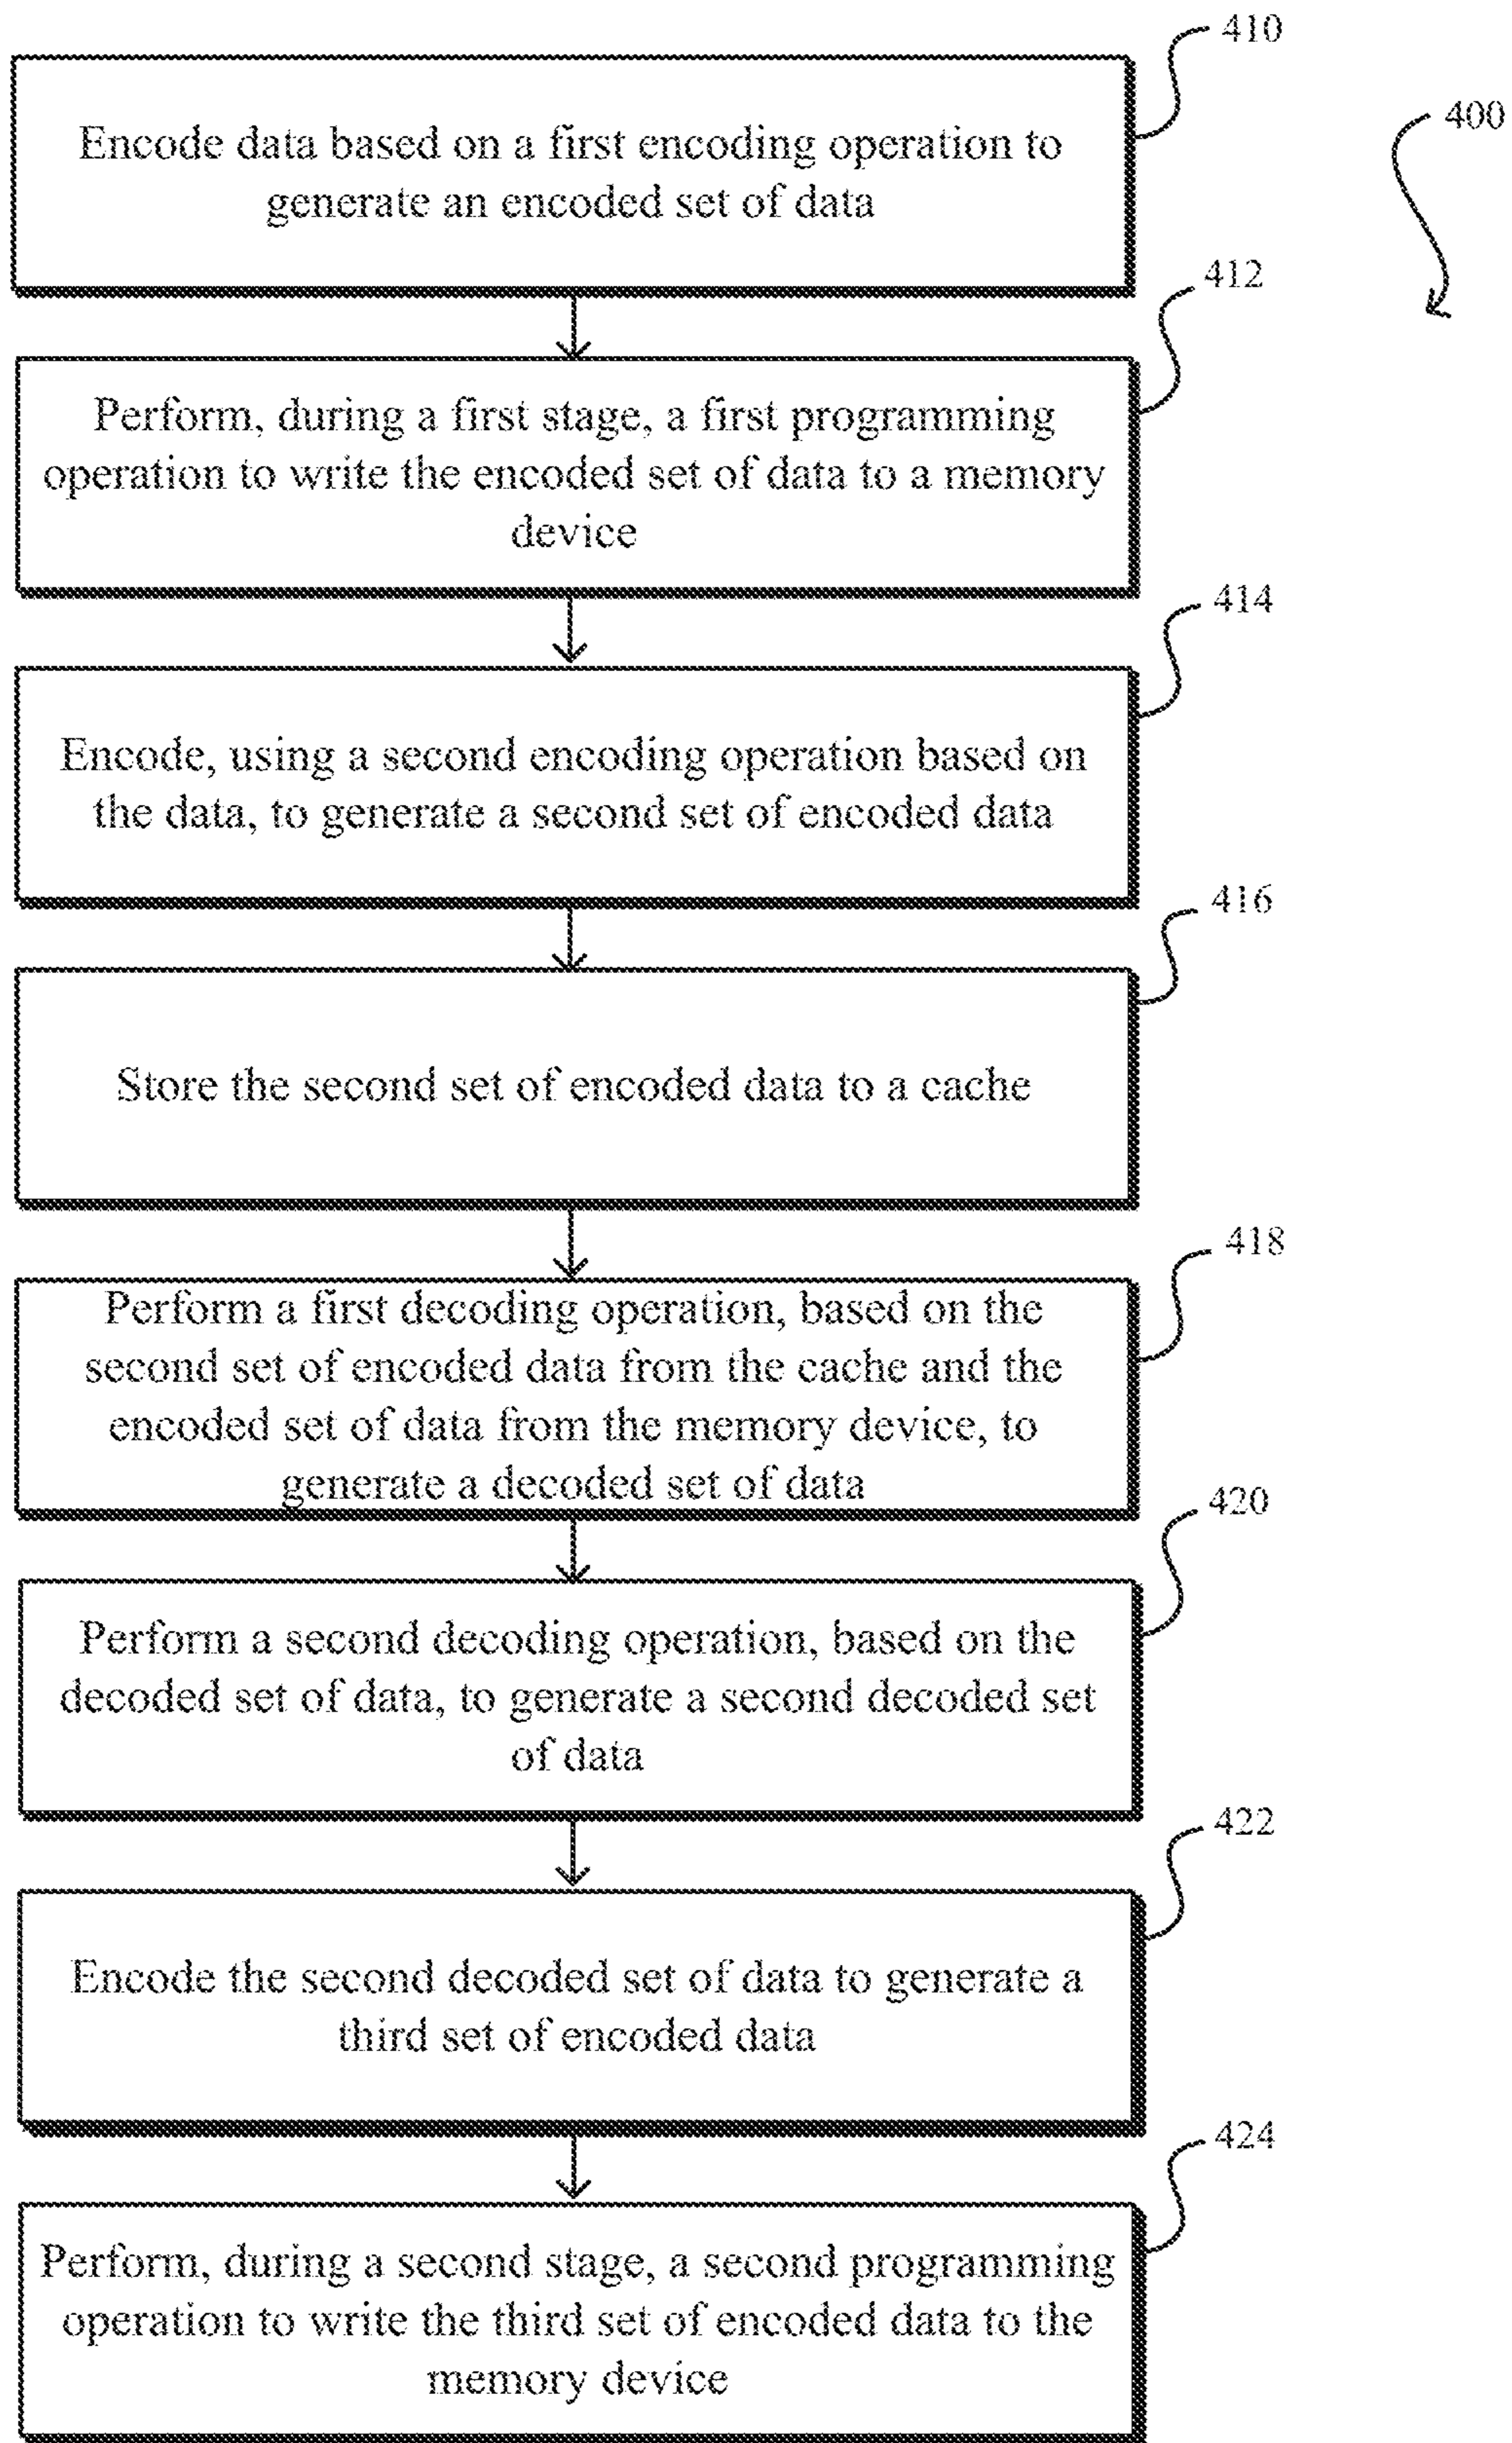 410
400
Encode data based on a first encoding operation to
generate an encoded set of data
412
Perform, during a first stage, a first programming
operation to write the encoded set of data to a memory
device
414
Encode, using a second encoding operation based on
the data, to generate a second set of encoded data
416
Store the second set of encoded data to a cache
418
Perform a first decoding operation, based on the
second set of encoded data from the cache and the
encoded set of data from the memory device, to
generate a decoded set of data
420
Perform a second decoding operation, based on the
decoded set of data, to generate a second decoded set
of data
422
Encode the second decoded set of data to generate a
third set of encoded data
424
Perform, during a second stage, a second programming
operation to write the third set of encoded data to the
memory device